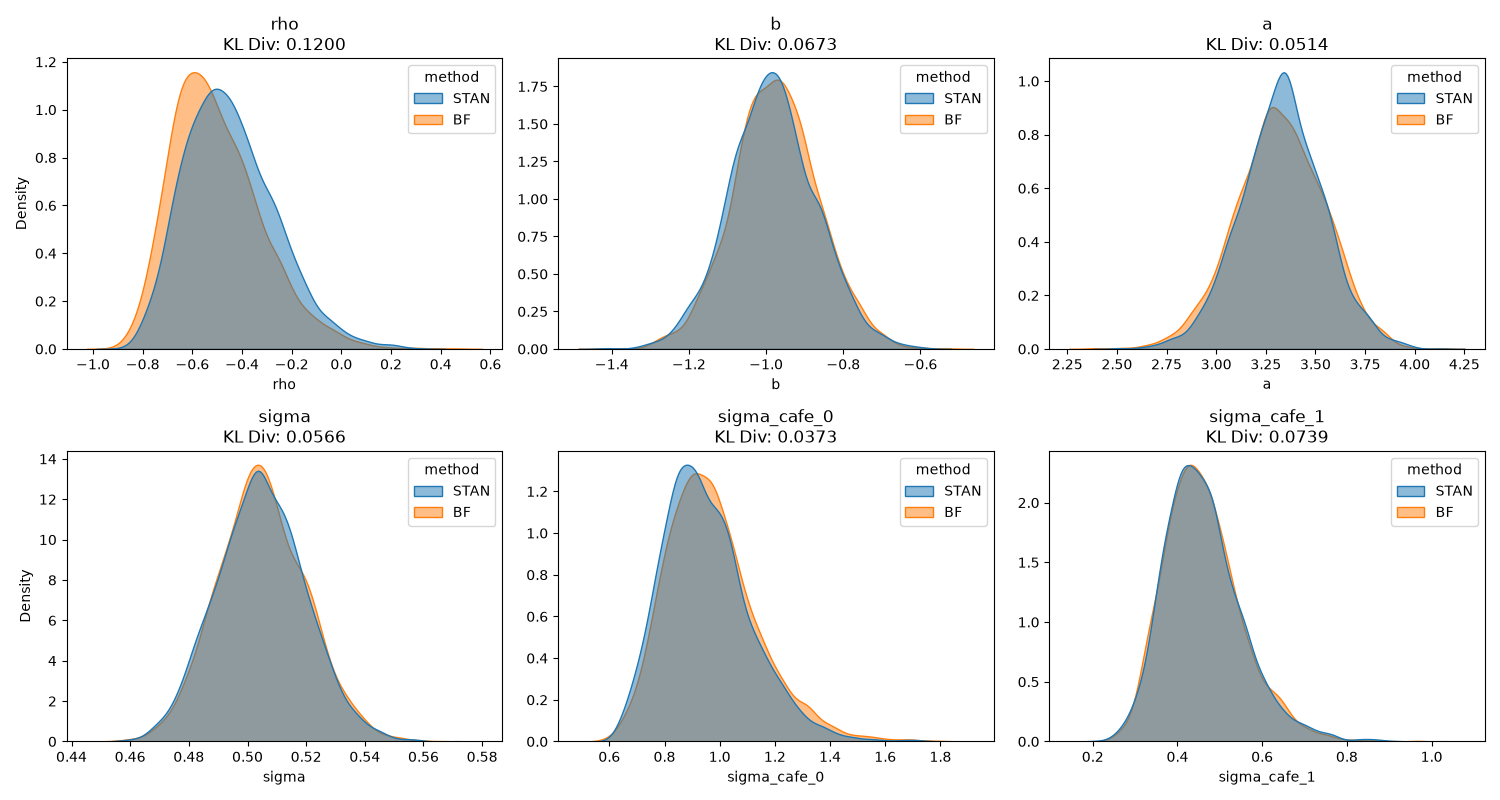 rho
KL Div: 0.1200
method
STAN
BF
1.2
1.0
0.8
0.6
0.4
0.2
0.0
Density
−1.0 −0.8 −0.6 −0.4 −0.2 0.0 0.2 0.4 0.6
rho
b
KL Div: 0.0673
method
STAN
BF
1.75
1.50
1.25
1.00
0.75
0.50
0.25
0.00
−1.4 −1.2 −1.0 −0.8 −0.6
b
a
KL Div: 0.0514
method
STAN
BF
1.0
0.8
0.6
0.4
0.2
0.0
2.25 2.50 2.75 3.00 3.25 3.50 3.75 4.00 4.25
a
sigma
KL Div: 0.0566
method
STAN
BF
14
12
10
8
6
4
2
0
Density
0.44 0.46 0.48 0.50 0.52 0.54 0.56 0.58
sigma
sigma_cafe_0
KL Div: 0.0373
method
STAN
BF
1.2
1.0
0.8
0.6
0.4
0.2
0.0
0.6 0.8 1.0 1.2 1.4 1.6 1.8
sigma_cafe_0
sigma_cafe_1
KL Div: 0.0739
method
STAN
BF
2.0
1.5
1.0
0.5
0.0
0.2 0.4 0.6 0.8 1.0
sigma_cafe_1